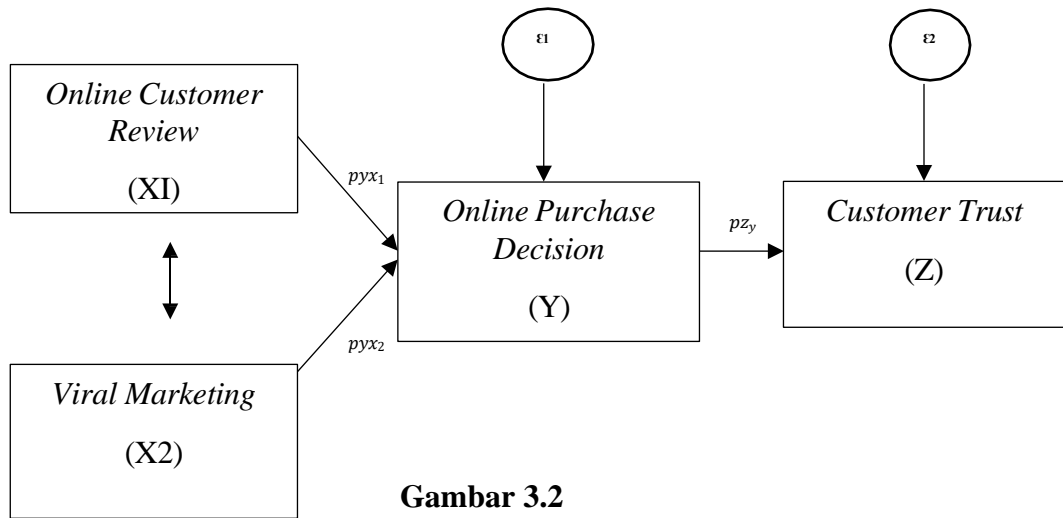 ε1
ε2
Online Customer
Review
(XI)
pyx₁
Online Purchase
Decision
(Y)
pz_y
Customer Trust
(Z)
pyx₂
Viral Marketing
(X2)
Gambar 3.2